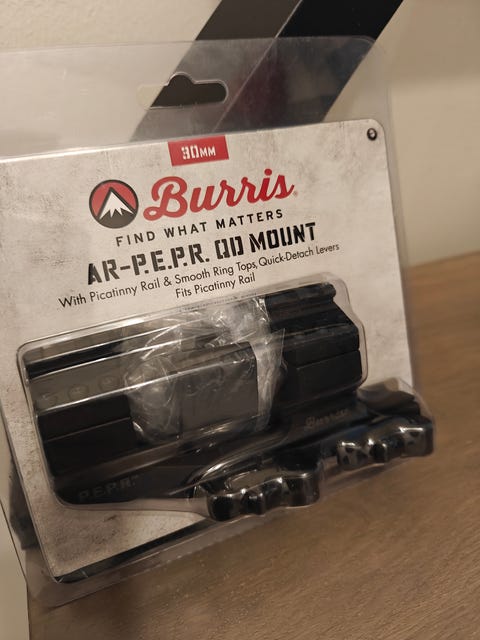 30MM
Burris
FIND WHAT MATTERS
AR-P.E.P.R. QD MOUNT
With Picatinny Rail & Smooth Ring Tops, Quick-Detach Levers
Fits Picatinny Rail
Burris
P.E.P.R.